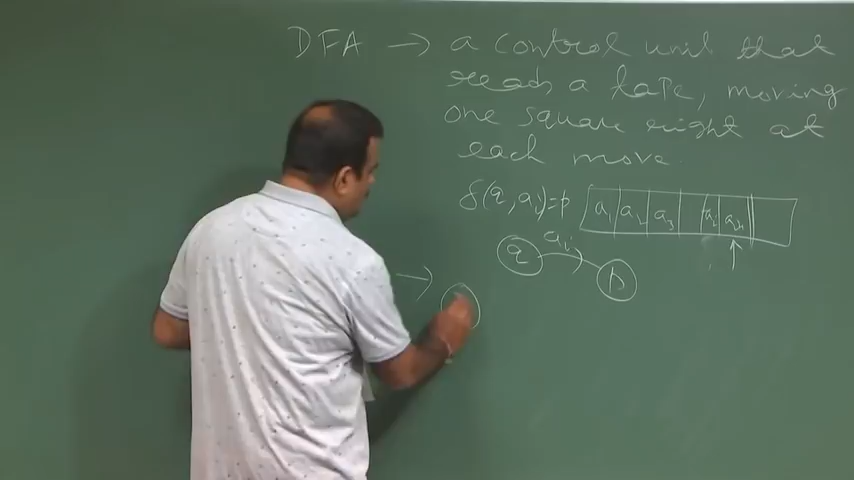 DFA → a control unit that
reads a tape, moving
one square right at
each move.
δ(q, ai) = p
a1 a2 a3 ai ai+1
q ai p
→